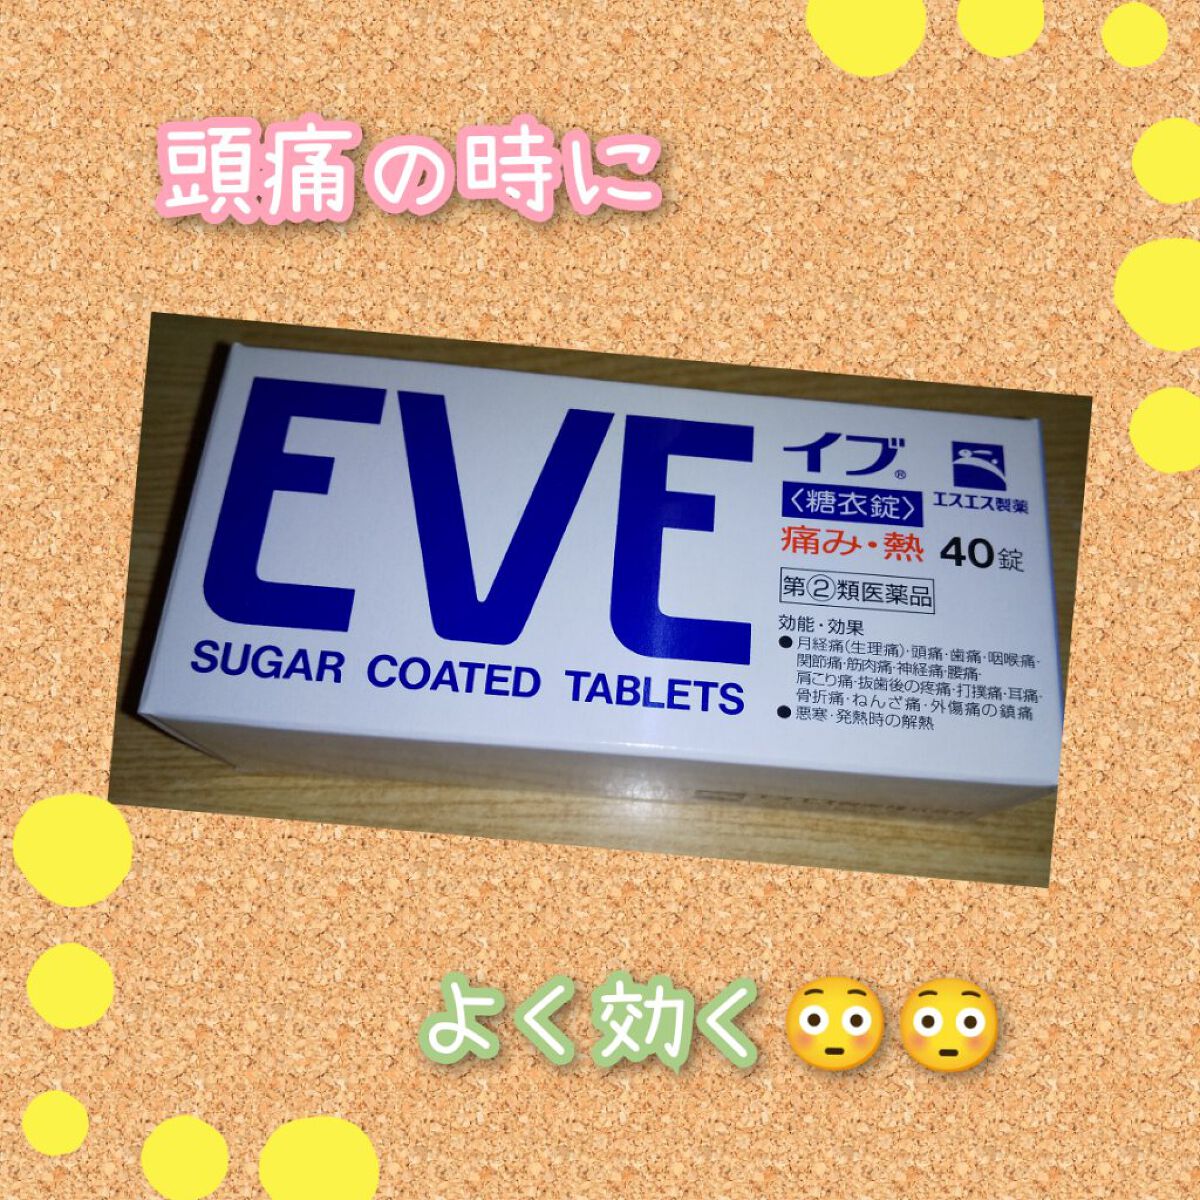 頭痛の時に
EVE
SUGAR COATED TABLETS
イブ®
〈糖衣錠〉
痛み・熱 40錠
エスエス製薬
第②類医薬品
効能・効果
●月経痛(生理痛)・頭痛・歯痛・咽喉痛・
関節痛・筋肉痛・神経痛・腰痛・
肩こり痛・抜歯後の疼痛・打撲痛・耳痛・
骨折痛・ねんざ痛・外傷痛の鎮痛
●悪寒・発熱時の解熱
よく効く😳😳